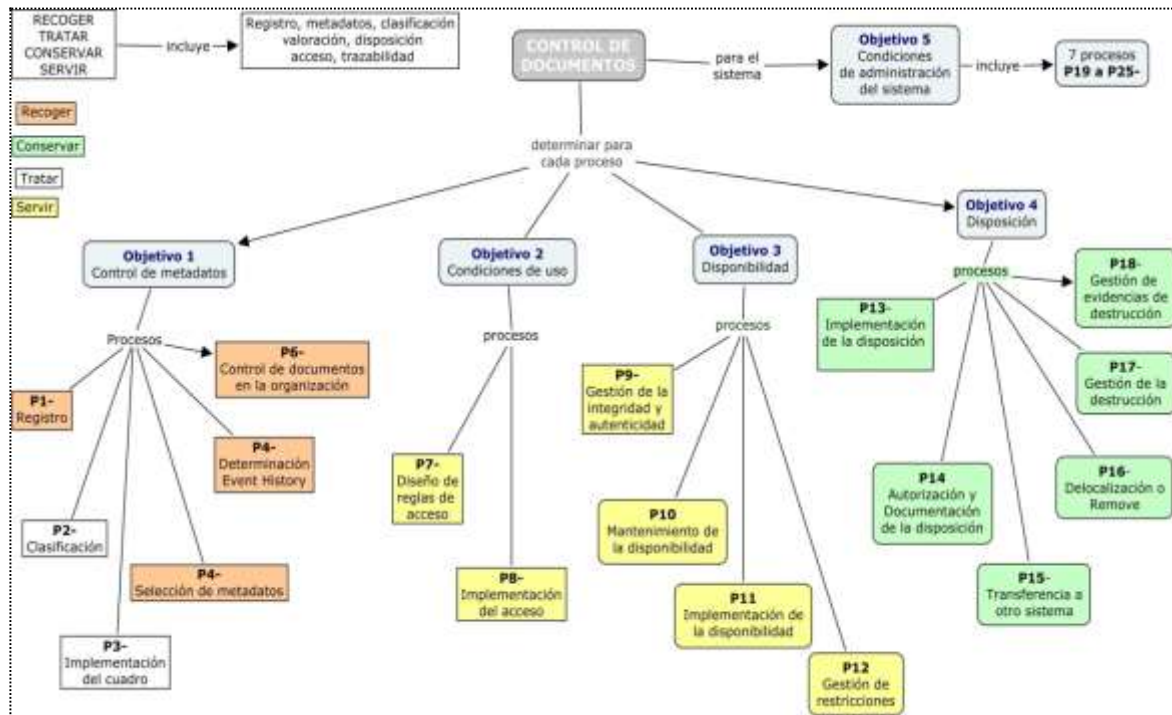 RECOGER
TRATAR
CONSERVAR
SERVIR
incluye
Registro, metadatos, clasificación
valoración, disposición
acceso, trazabilidad
CONTROL DE
DOCUMENTOS
para el
sistema
Objetivo 5
Condiciones
de administración
del sistema
incluye
7 procesos
P19 a P25-
Recoger
Conservar
Tratar
Servir
determinar para
cada proceso
Objetivo 1
Control de metadatos
Objetivo 2
Condiciones de uso
Objetivo 3
Disponibilidad
Objetivo 4
Disposición
Procesos
P6-
Control de documentos
en la organización
P1-
Registro
P4-
Determinación
Event History
P2-
Clasificación
P4-
Selección de metadatos
P3-
Implementación
del cuadro
procesos
P7-
Diseño de
reglas de
acceso
P8-
Implementación
del acceso
procesos
P9-
Gestión de la
integridad y
autenticidad
P10
Mantenimiento de
la disponibilidad
P11
Implementación de
la disponibilidad
P12
Gestión de
restricciones
procesos
P18-
Gestión de
evidencias de
destrucción
P13-
Implementación
de la disposición
P17-
Gestión de la
destrucción
P14
Autorización y
Documentación
de la disposición
P16-
Delocalización o
Remove
P15-
Transferencia a
otro sistema